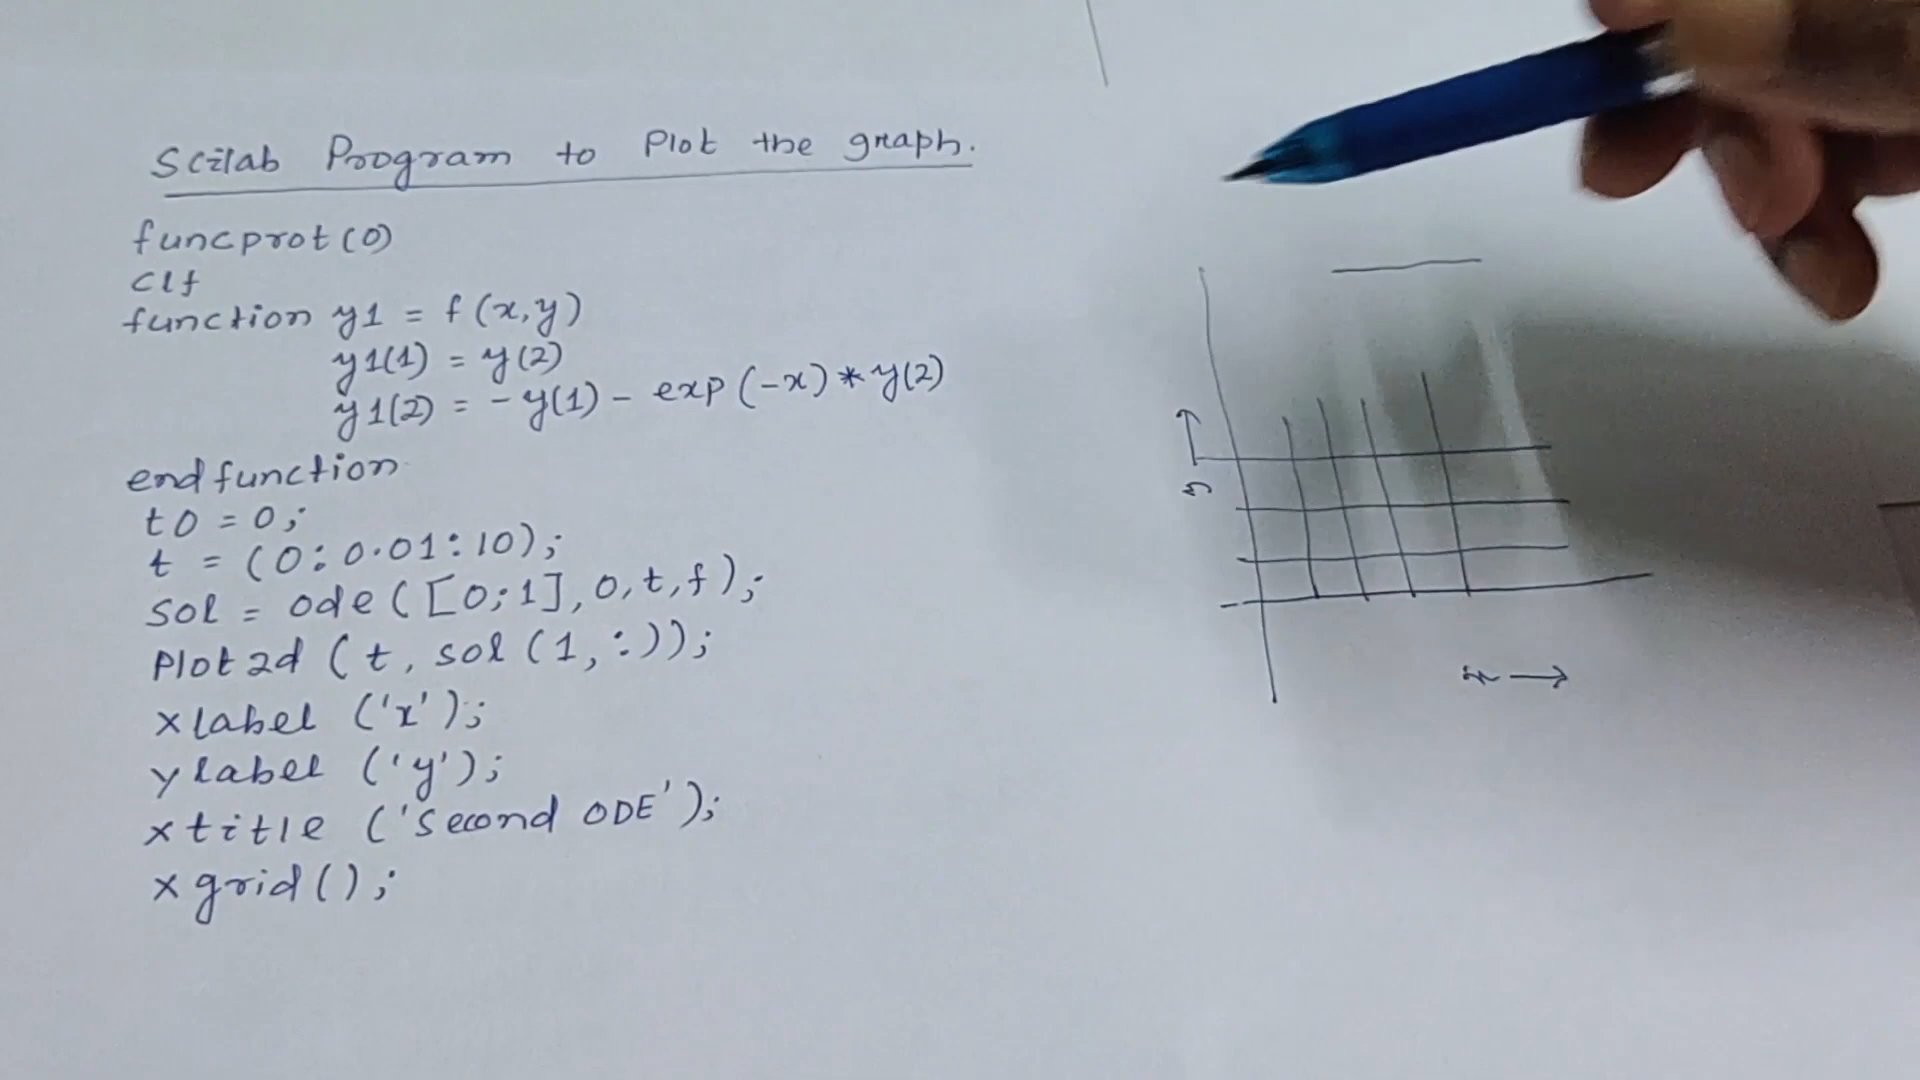 Scilab Program to Plot the graph.
funcprot(0)
clf
function y1 = f(x,y)
y1(1) = y(2)
y1(2) = -y(1) - exp(-x)*y(2)
endfunction
t0 = 0;
t = (0:0.01:10);
sol = ode([0;1],0,t,f);
Plot2d (t, sol(1,:));
xlabel ('x');
ylabel ('y');
xtitle ('Second ODE');
xgrid();
y
x